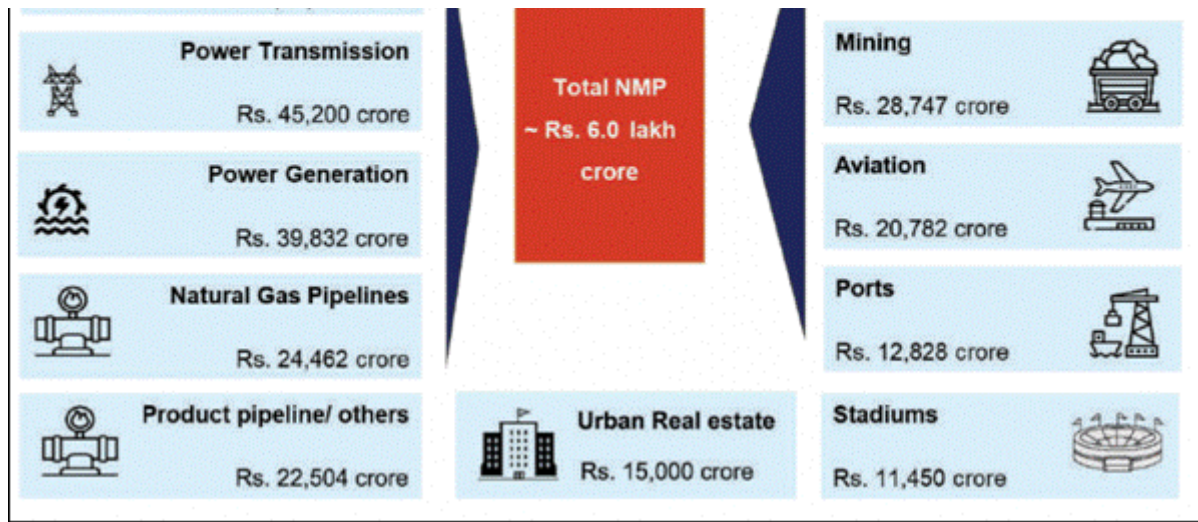 Power Transmission
Rs. 45,200 crore
Power Generation
Rs. 39,832 crore
Natural Gas Pipelines
Rs. 24,462 crore
Product pipeline/ others
Rs. 22,504 crore
Total NMP
~ Rs. 6.0 lakh
crore
Urban Real estate
Rs. 15,000 crore
Mining
Rs. 28,747 crore
Aviation
Rs. 20,782 crore
Ports
Rs. 12,828 crore
Stadiums
Rs. 11,450 crore